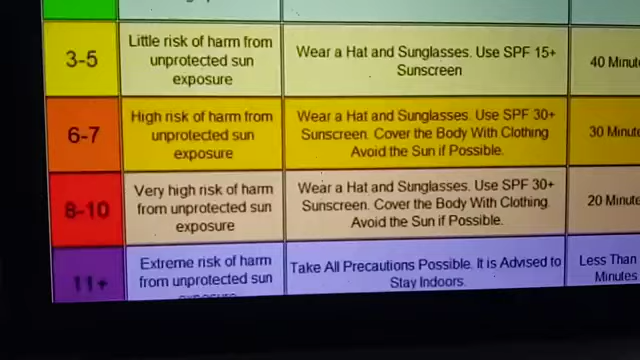 3-5
Little risk of harm from
unprotected sun
exposure
Wear a Hat and Sunglasses. Use SPF 15+
Sunscreen
40 Minut
6-7
High risk of harm from
unprotected sun
exposure
Wear a Hat and Sunglasses. Use SPF 30+
Sunscreen. Cover the Body With Clothing
Avoid the Sun if Possible.
30 Minut
8-10
Very high risk of harm
from unprotected sun
exposure
Wear a Hat and Sunglasses. Use SPF 30+
Sunscreen. Cover the Body With Clothing.
Avoid the Sun if Possible.
20 Minut
11+
Extreme risk of harm
from unprotected sun
Take All Precautions Possible. It is Advised to
Stay Indoors.
Less Than
Minutes